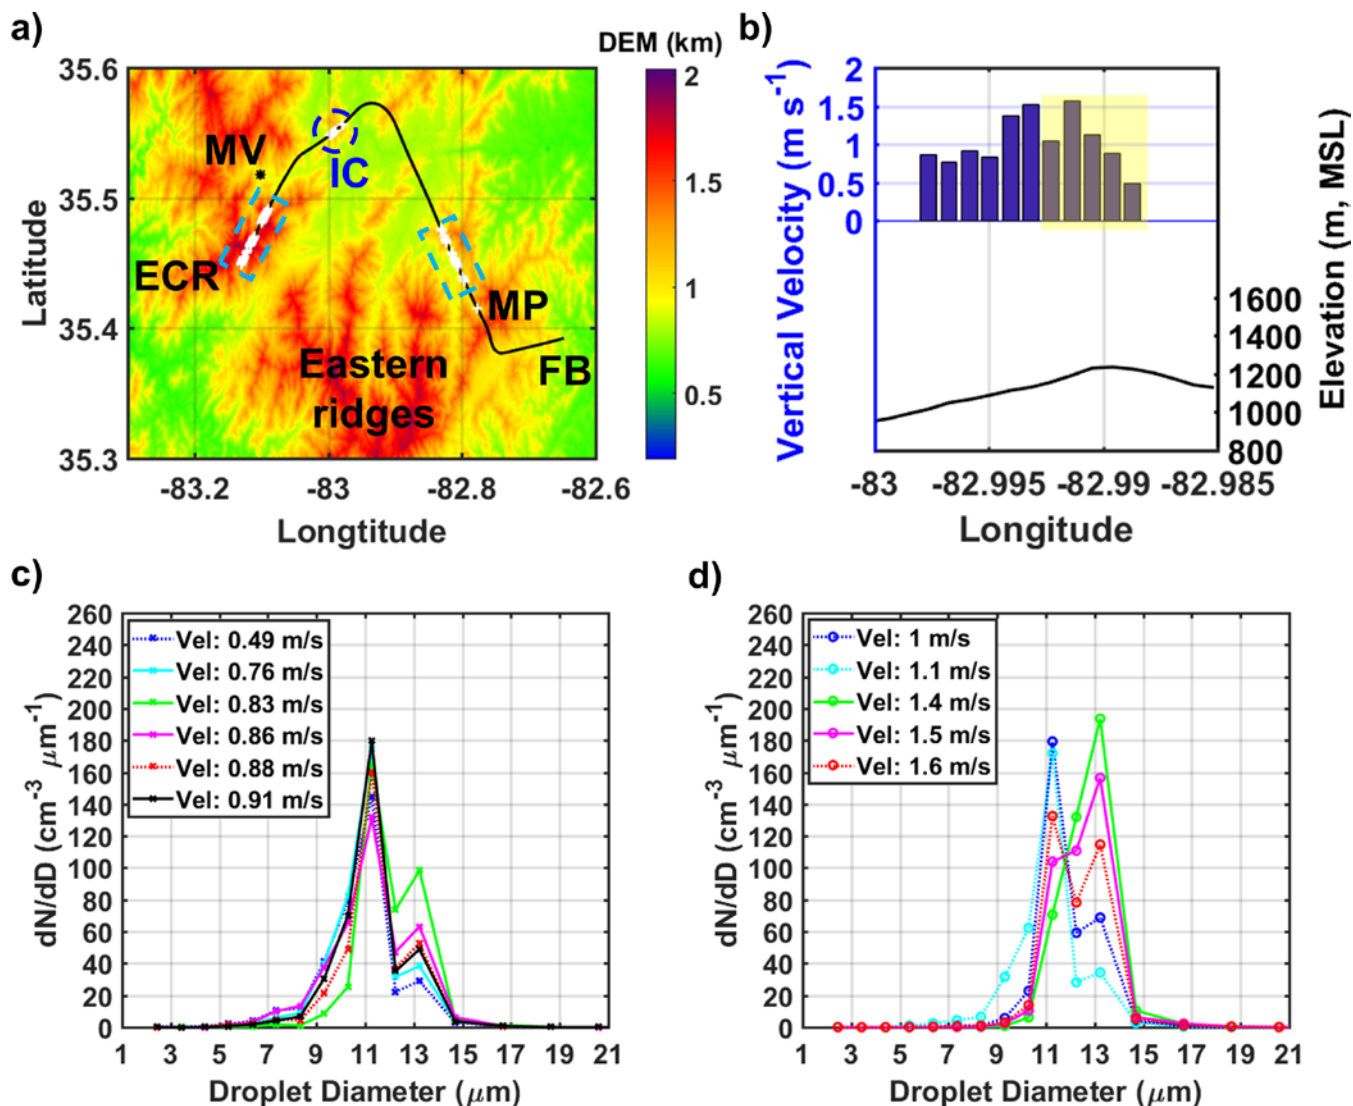 a)
DEM (km)
35.6
35.5
35.4
35.3
Latitude
MV
IC
ECR
MP
FB
Eastern
ridges
-83.2
-83
-82.8
-82.6
Longtitude
2
1.5
1
0.5
b)
2
1.5
1
0.5
0
Vertical Velocity (m s⁻¹)
1600
1400
1200
1000
800
Elevation (m, MSL)
-83
-82.995
-82.99
-82.985
Longitude
c)
260
240
220
200
180
160
140
120
100
80
60
40
20
0
dN/dD (cm⁻³ μm⁻¹)
Vel: 0.49 m/s
Vel: 0.76 m/s
Vel: 0.83 m/s
Vel: 0.86 m/s
Vel: 0.88 m/s
Vel: 0.91 m/s
1 3 5 7 9 11 13 15 17 19 21
Droplet Diameter (μm)
d)
260
240
220
200
180
160
140
120
100
80
60
40
20
0
dN/dD (cm⁻³ μm⁻¹)
Vel: 1 m/s
Vel: 1.1 m/s
Vel: 1.4 m/s
Vel: 1.5 m/s
Vel: 1.6 m/s
1 3 5 7 9 11 13 15 17 19 21
Droplet Diameter (μm)